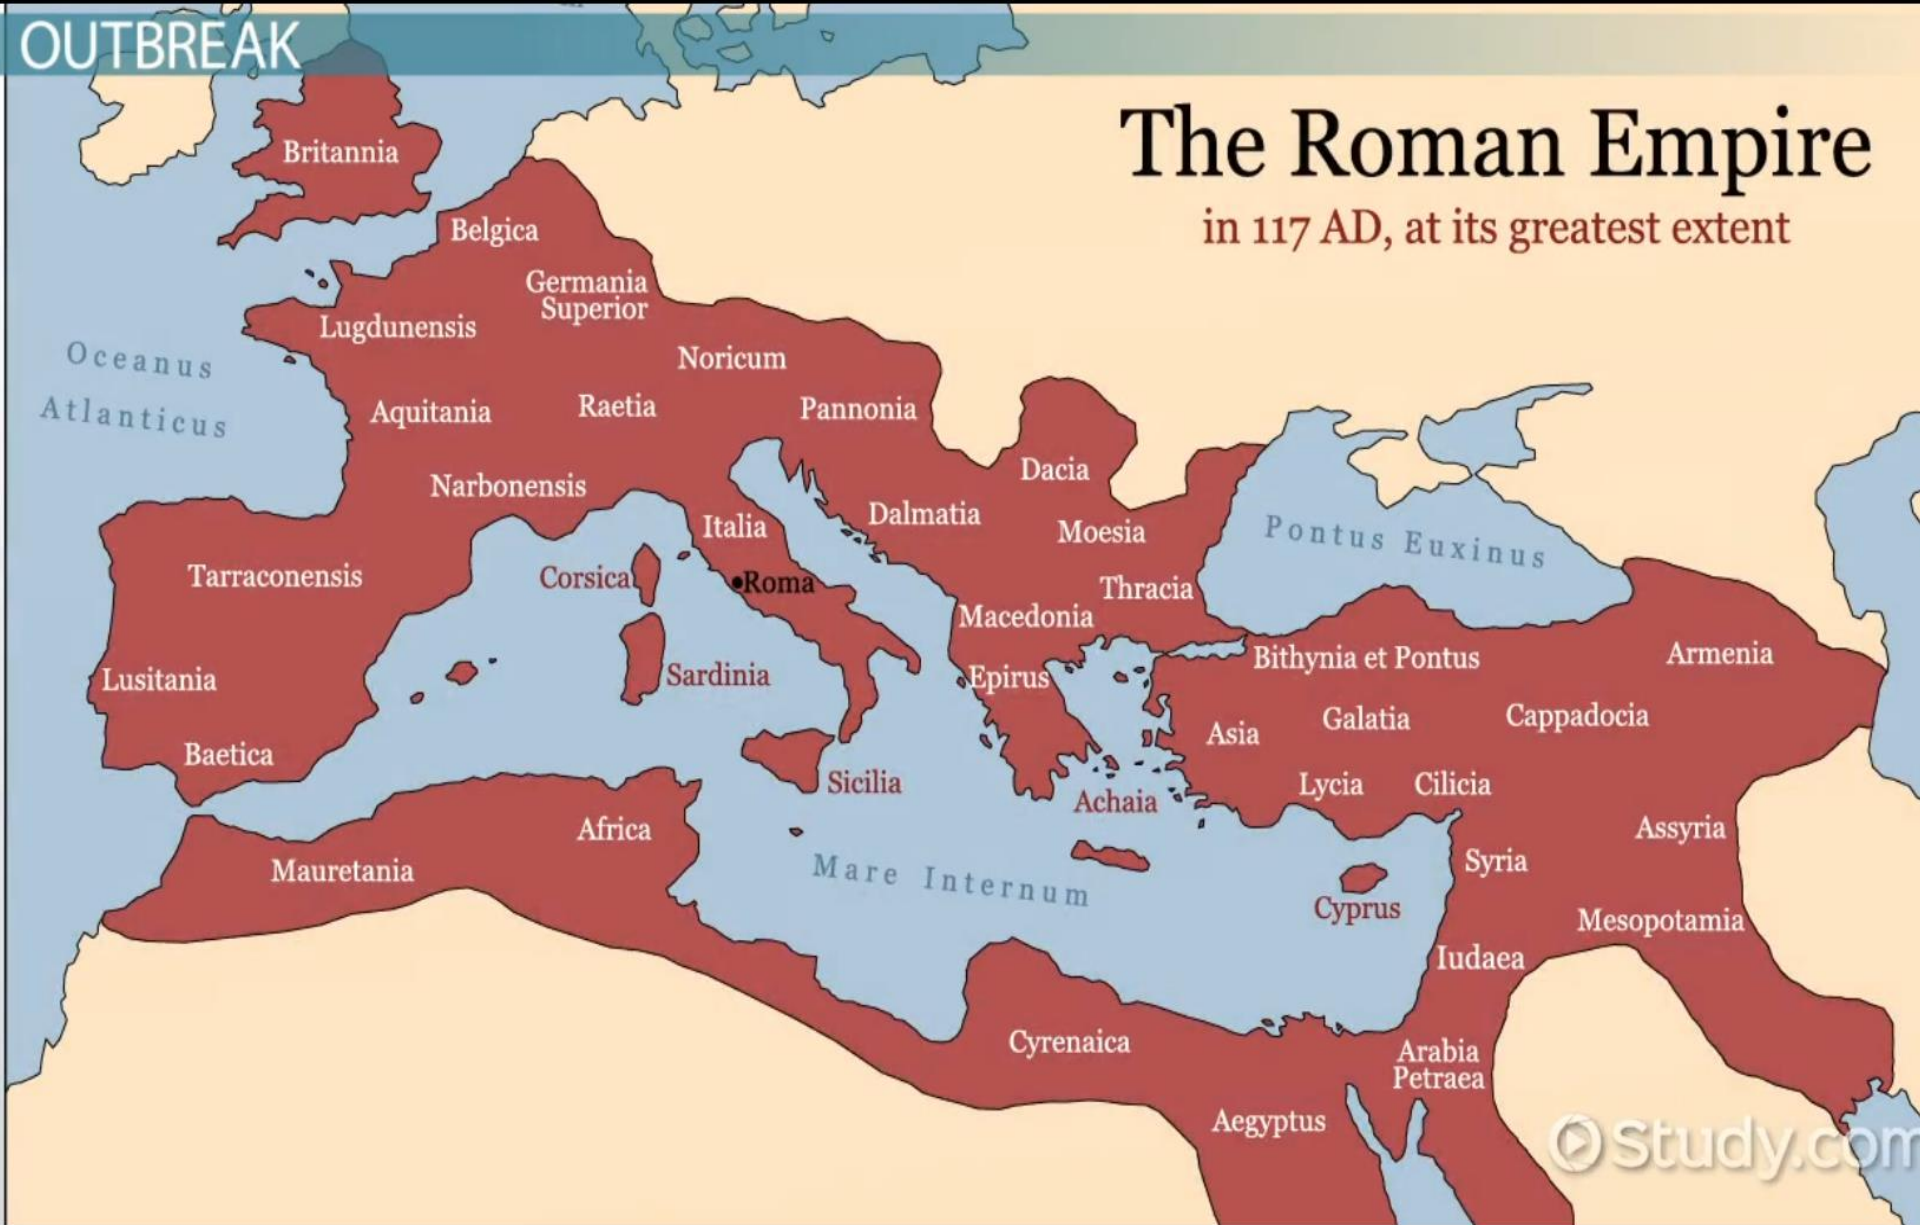 OUTBREAK
The Roman Empire
in 117 AD, at its greatest extent
Britannia
Belgica
Germania
Superior
Lugdunensis
Oceanus
Atlanticus
Noricum
Aquitania
Raetia
Pannonia
Dacia
Narbonensis
Italia
Dalmatia
Moesia
Pontus Euxinus
Tarraconensis
Corsica
Roma
Thracia
Macedonia
Lusitania
Sardinia
Epirus
Bithynia et Pontus
Armenia
Baetica
Asia
Galatia
Cappadocia
Sicilia
Achaia
Lycia
Cilicia
Africa
Assyria
Mauretania
Mare Internum
Syria
Cyprus
Mesopotamia
Iudaea
Cyrenaica
Arabia
Petraea
Aegyptus
Study.com